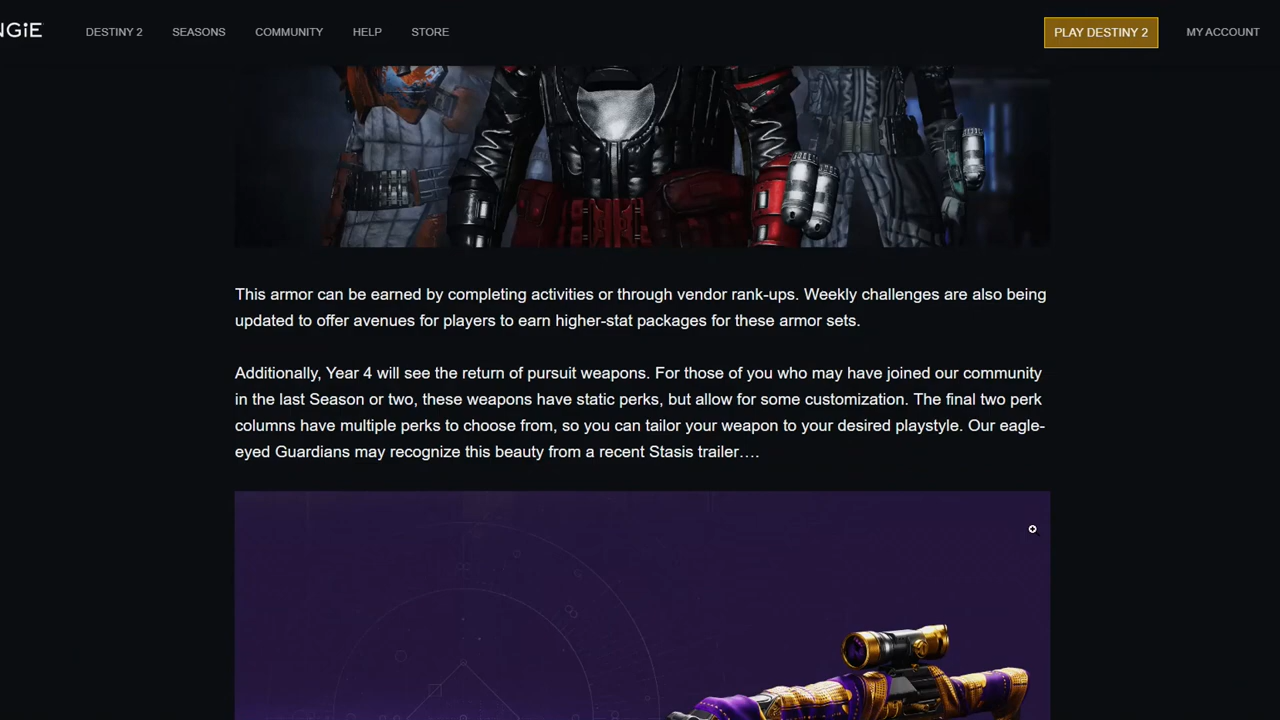 NGiE
DESTINY 2
SEASONS
COMMUNITY
HELP
STORE
PLAY DESTINY 2
MY ACCOUNT
This armor can be earned by completing activities or through vendor rank-ups. Weekly challenges are also being
updated to offer avenues for players to earn higher-stat packages for these armor sets.
Additionally, Year 4 will see the return of pursuit weapons. For those of you who may have joined our community
in the last Season or two, these weapons have static perks, but allow for some customization. The final two perk
columns have multiple perks to choose from, so you can tailor your weapon to your desired playstyle. Our eagle-
eyed Guardians may recognize this beauty from a recent Stasis trailer….